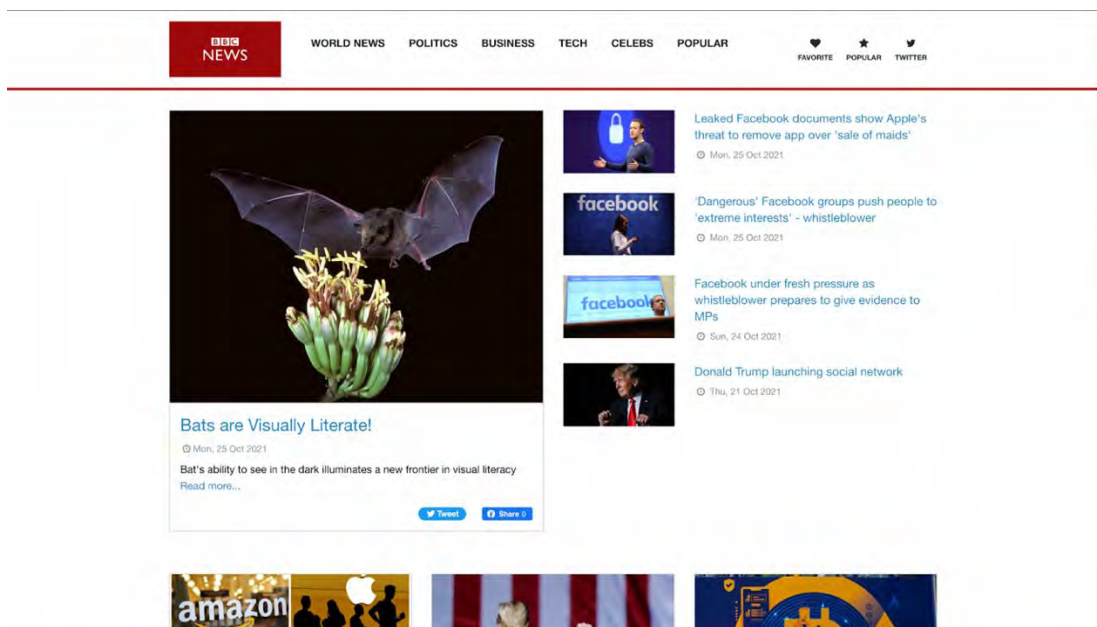 BBC
NEWS
WORLD NEWS
POLITICS
BUSINESS
TECH
CELEBS
POPULAR
FAVORITE
POPULAR
TWITTER
Bats are Visually Literate!
Mon, 25 Oct 2021
Bat's ability to see in the dark illuminates a new frontier in visual literacy
Read more...
Tweet
Share 0
Leaked Facebook documents show Apple's
threat to remove app over 'sale of maids'
Mon, 25 Oct 2021
facebook
'Dangerous' Facebook groups push people to
'extreme interests' - whistleblower
Mon, 25 Oct 2021
facebook
Facebook under fresh pressure as
whistleblower prepares to give evidence to
MPs
Sun, 24 Oct 2021
Donald Trump launching social network
Thu, 21 Oct 2021
amazon